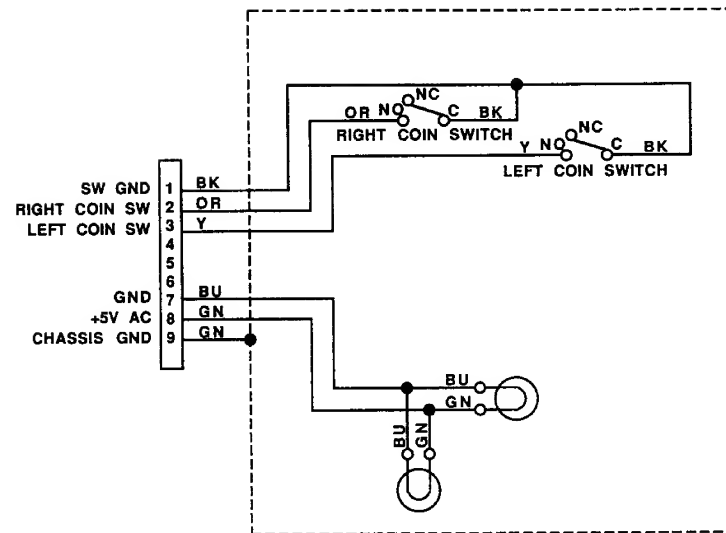 NC
OR NO C BK
RIGHT COIN SWITCH
NC
Y NO C BK
LEFT COIN SWITCH
SW GND 1 BK
RIGHT COIN SW 2 OR
LEFT COIN SW 3 Y
4
5
6
GND 7 BU
+5V AC 8 GN
CHASSIS GND 9 GN
BU
GN
BU GN